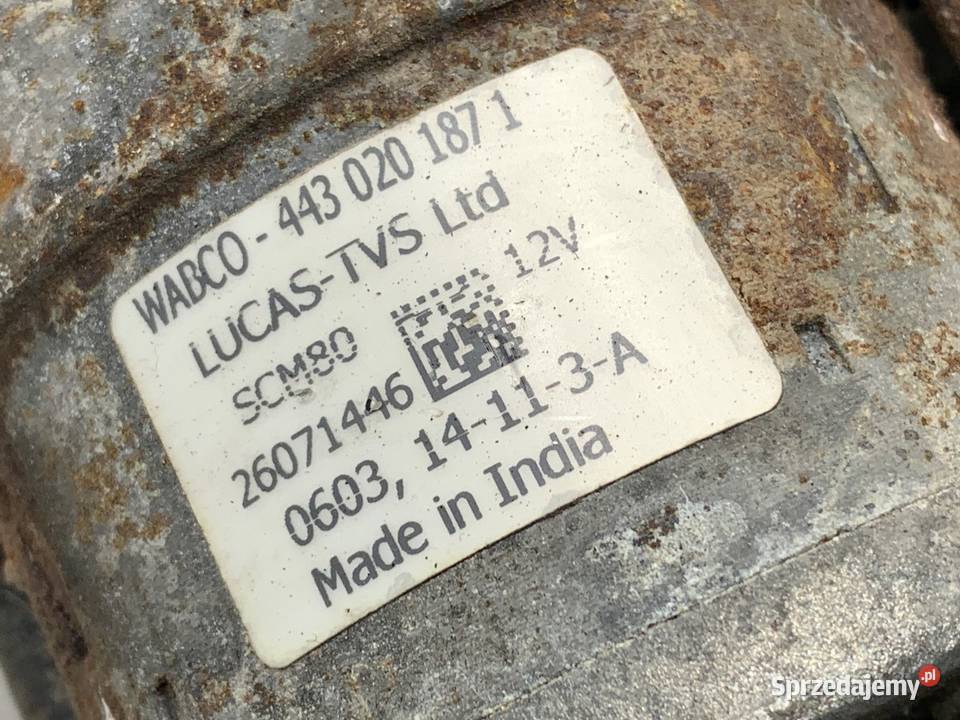 WABCO - 443 020 187 1
LUCAS-TVS Ltd
SCM80 12V
26071446
0603, 14-11-3-A
Made in India
Sprzedajemy.pl